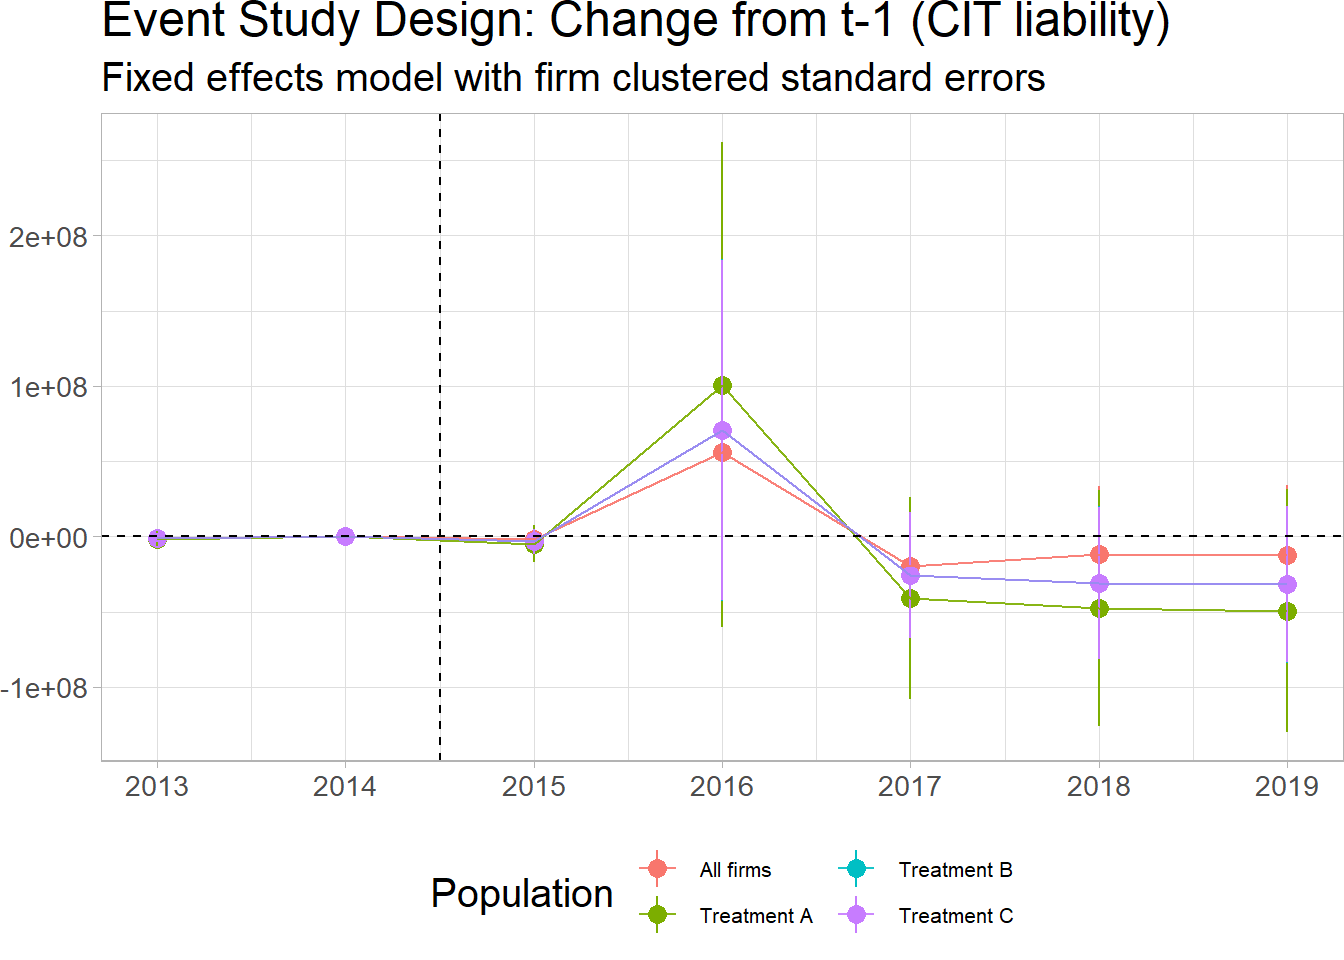 Event Study Design: Change from t-1 (CIT liability)
Fixed effects model with firm clustered standard errors
2e+08
1e+08
0e+00
-1e+08
2013 2014 2015 2016 2017 2018 2019
Population
All firms
Treatment A
Treatment B
Treatment C